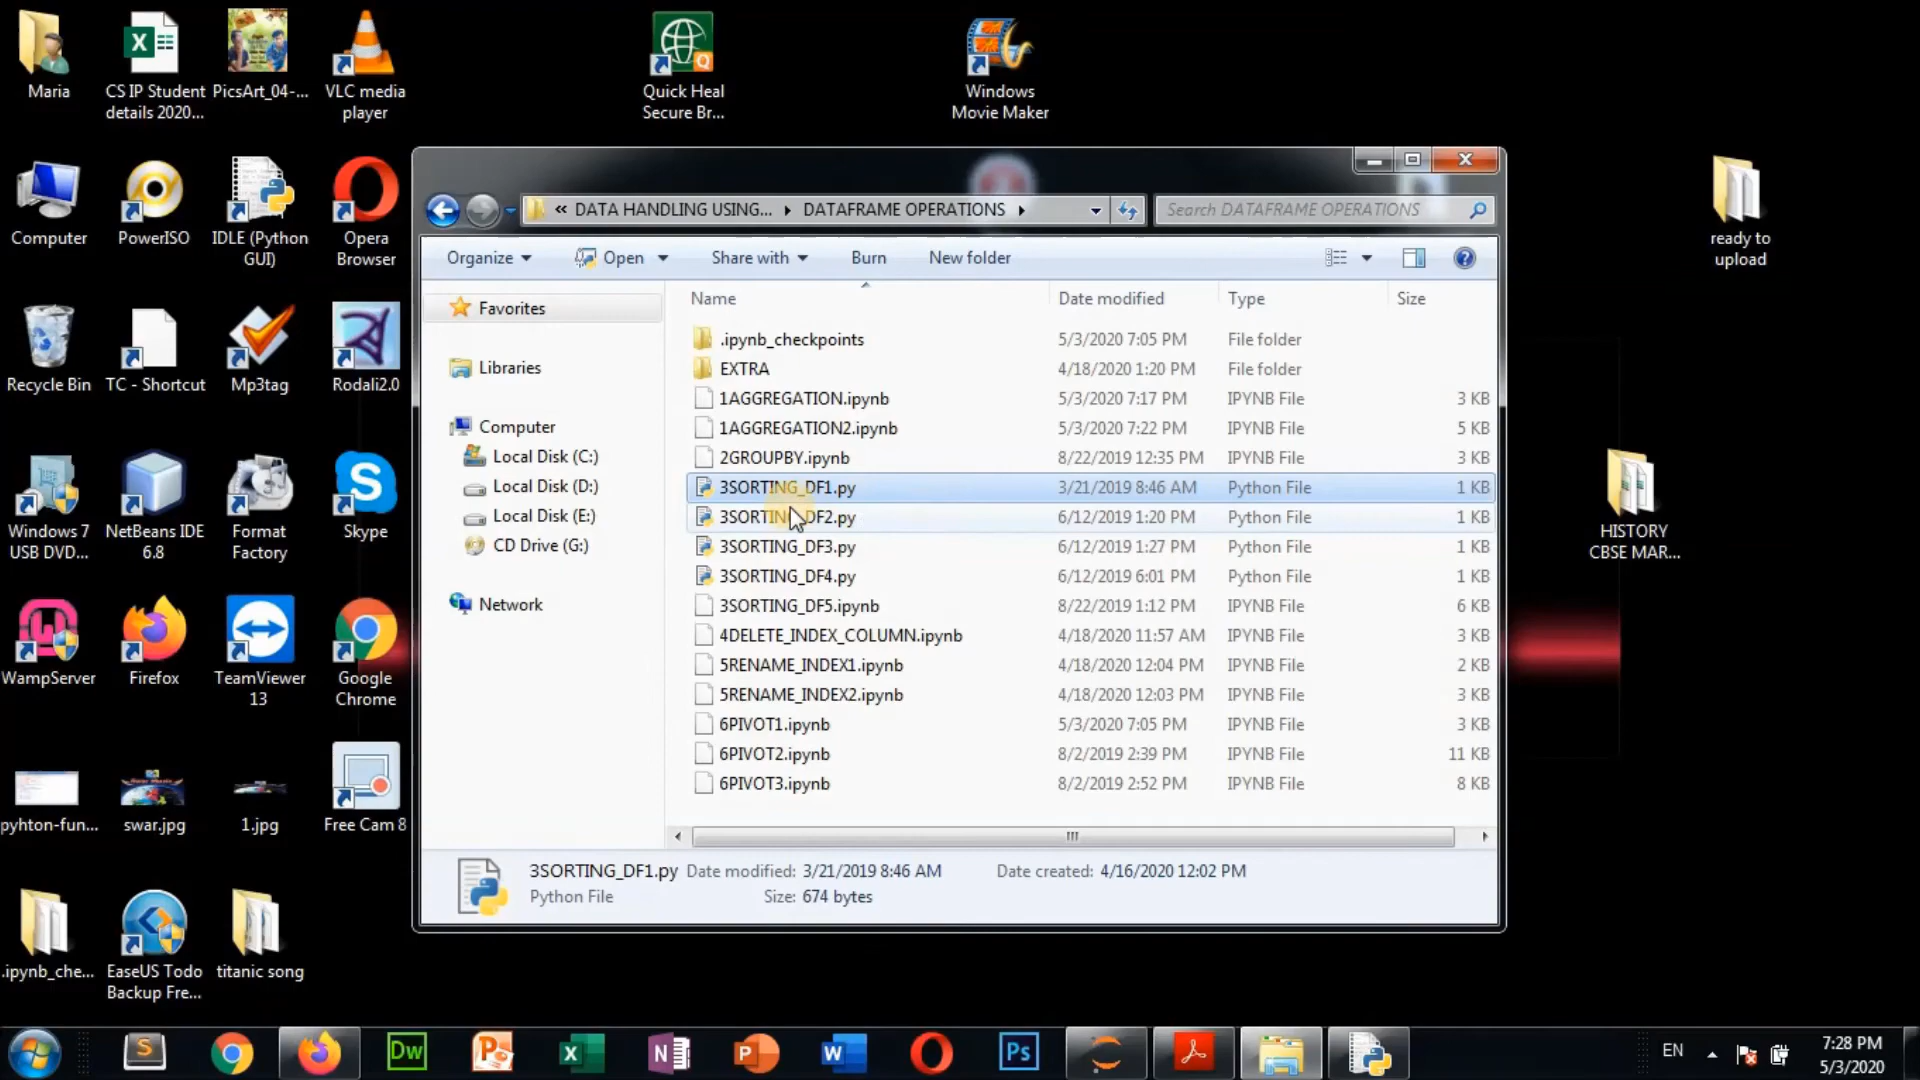 Maria
CS IP Student
details 2020...
PicsArt_04-...
VLC media
player
Quick Heal
Secure Br...
Windows
Movie Maker
Computer
PowerISO
IDLE (Python
GUI)
Opera
Browser
ready to
upload
Recycle Bin
TC - Shortcut
Mp3tag
Rodali2.0
Windows 7
USB DVD...
NetBeans IDE
6.8
Format
Factory
Skype
HISTORY
CBSE MAR...
WampServer
Firefox
TeamViewer
13
Google
Chrome
pyhton-fun...
swar.jpg
1.jpg
Free Cam 8
.ipynb_che...
EaseUS Todo
Backup Fre...
titanic song
« DATA HANDLING USING... DATAFRAME OPERATIONS
Search DATAFRAME OPERATIONS
Organize Open Share with Burn New folder
Favorites
Libraries
Computer
Local Disk (C:)
Local Disk (D:)
Local Disk (E:)
CD Drive (G:)
Network
Name Date modified Type Size
.ipynb_checkpoints 5/3/2020 7:05 PM File folder
EXTRA 4/18/2020 1:20 PM File folder
1AGGREGATION.ipynb 5/3/2020 7:17 PM IPYNB File 3 KB
1AGGREGATION2.ipynb 5/3/2020 7:22 PM IPYNB File 5 KB
2GROUPBY.ipynb 8/22/2019 12:35 PM IPYNB File 3 KB
3SORTING_DF1.py 3/21/2019 8:46 AM Python File 1 KB
3SORTING_DF2.py 6/12/2019 1:20 PM Python File 1 KB
3SORTING_DF3.py 6/12/2019 1:27 PM Python File 1 KB
3SORTING_DF4.py 6/12/2019 6:01 PM Python File 1 KB
3SORTING_DF5.ipynb 8/22/2019 1:12 PM IPYNB File 6 KB
4DELETE_INDEX_COLUMN.ipynb 4/18/2020 11:57 AM IPYNB File 3 KB
5RENAME_INDEX1.ipynb 4/18/2020 12:04 PM IPYNB File 2 KB
5RENAME_INDEX2.ipynb 4/18/2020 12:03 PM IPYNB File 3 KB
6PIVOT1.ipynb 5/3/2020 7:05 PM IPYNB File 3 KB
6PIVOT2.ipynb 8/2/2019 2:39 PM IPYNB File 11 KB
6PIVOT3.ipynb 8/2/2019 2:52 PM IPYNB File 8 KB
3SORTING_DF1.py Date modified: 3/21/2019 8:46 AM Date created: 4/16/2020 12:02 PM
Python File Size: 674 bytes
EN
7:28 PM
5/3/2020